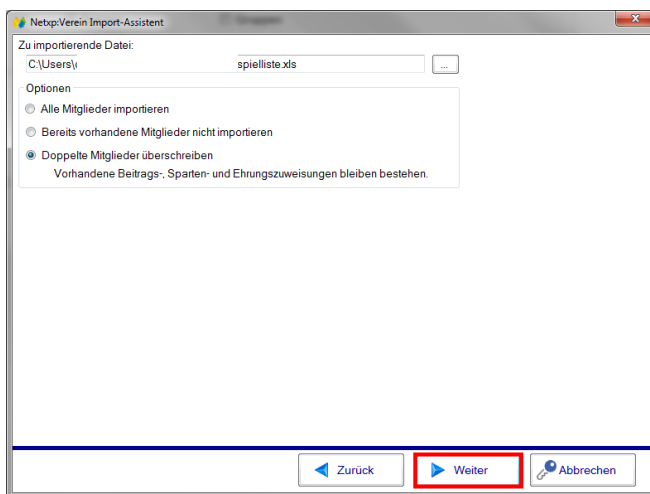 Netxp:Verein Import-Assistent
Zu importierende Datei:
C:\Users\ spielliste.xls ...
Optionen
Alle Mitglieder importieren
Bereits vorhandene Mitglieder nicht importieren
Doppelte Mitglieder überschreiben
Vorhandene Beitrags-, Sparten- und Ehrungszuweisungen bleiben bestehen.
Zurück Weiter Abbrechen